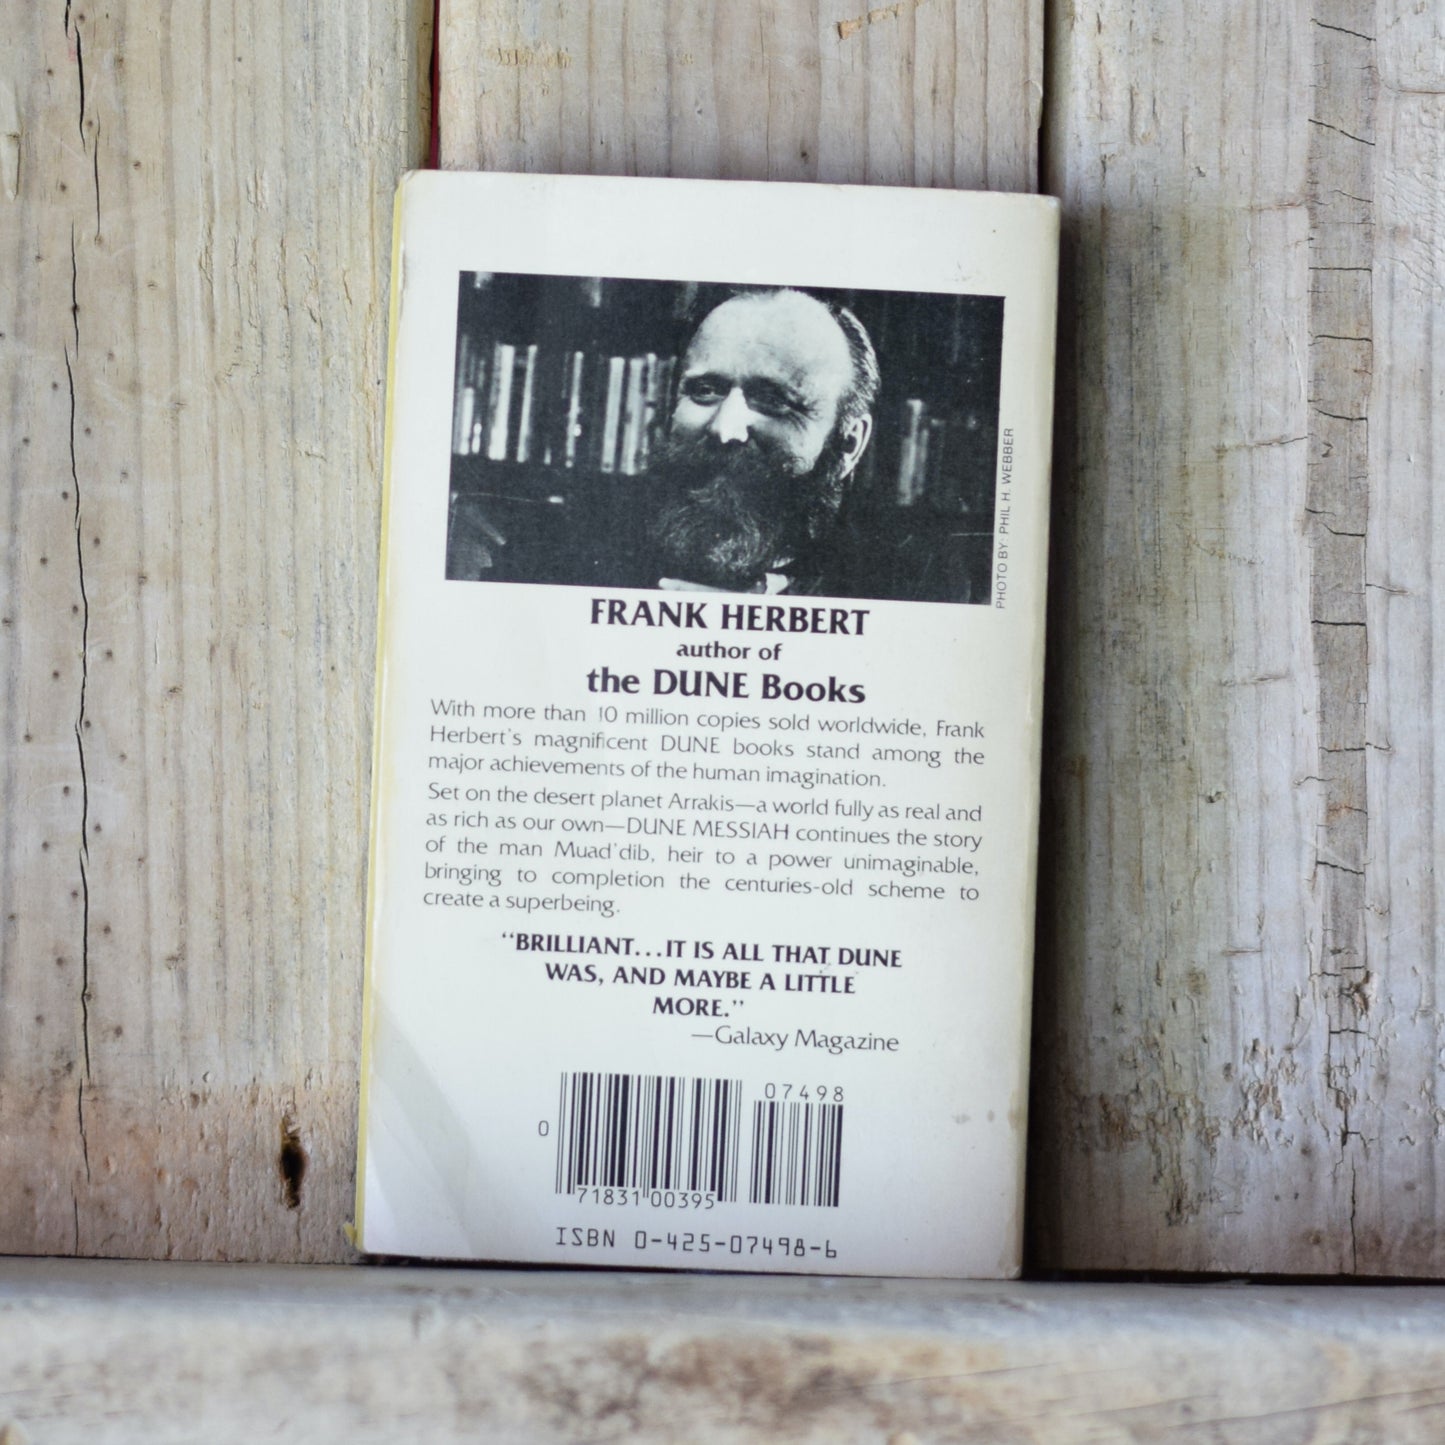 PHOTO BY: PHIL H. WEBBER
FRANK HERBERT
author of
the DUNE Books
With more than 10 million copies sold worldwide, Frank
Herbert's magnificent DUNE books stand among the
major achievements of the human imagination.
Set on the desert planet Arrakis—a world fully as real and
as rich as our own—DUNE MESSIAH continues the story
of the man Muad'dib, heir to a power unimaginable,
bringing to completion the centuries-old scheme to
create a superbeing.
"BRILLIANT...IT IS ALL THAT DUNE
WAS, AND MAYBE A LITTLE
MORE."
—Galaxy Magazine
07498
0
71831 00395
ISBN 0-425-07498-6